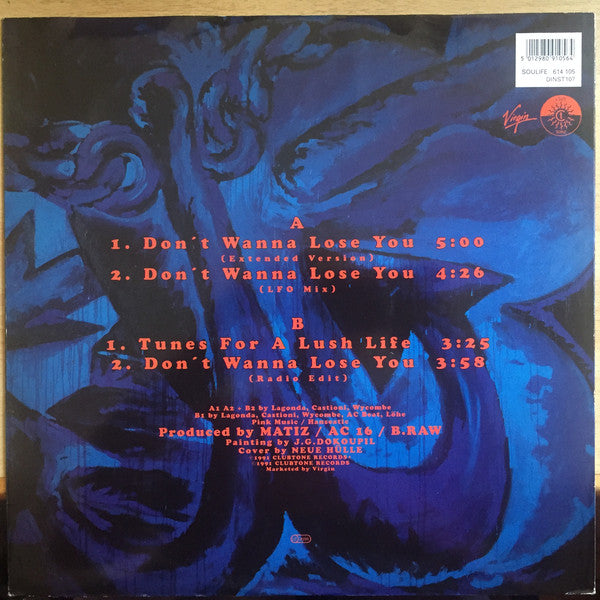 5 012980 910564
SOULIFE 614 105
DINST107
Virgin
A
1. Don´t Wanna Lose You 5:00
(Extended Version)
2. Don´t Wanna Lose You 4:26
(LFO Mix)
B
1. Tunes For A Lush Life 3:25
2. Don´t Wanna Lose You 3:58
(Radio Edit)
A1 A2 + B2 by Lagonda, Castioni, Wycombe
B1 by Lagonda, Castioni, Wycombe, AC Beat, Löhe
Pink Music / Hanseatic
Produced by MATIZ / AC 16 / B.RAW
Painting by J.G.DOKOUPIL
Cover by NEUE HÜLLE
1991 CLUBTONE RECORDS
1991 CLUBTONE RECORDS
Marketed by Virgin